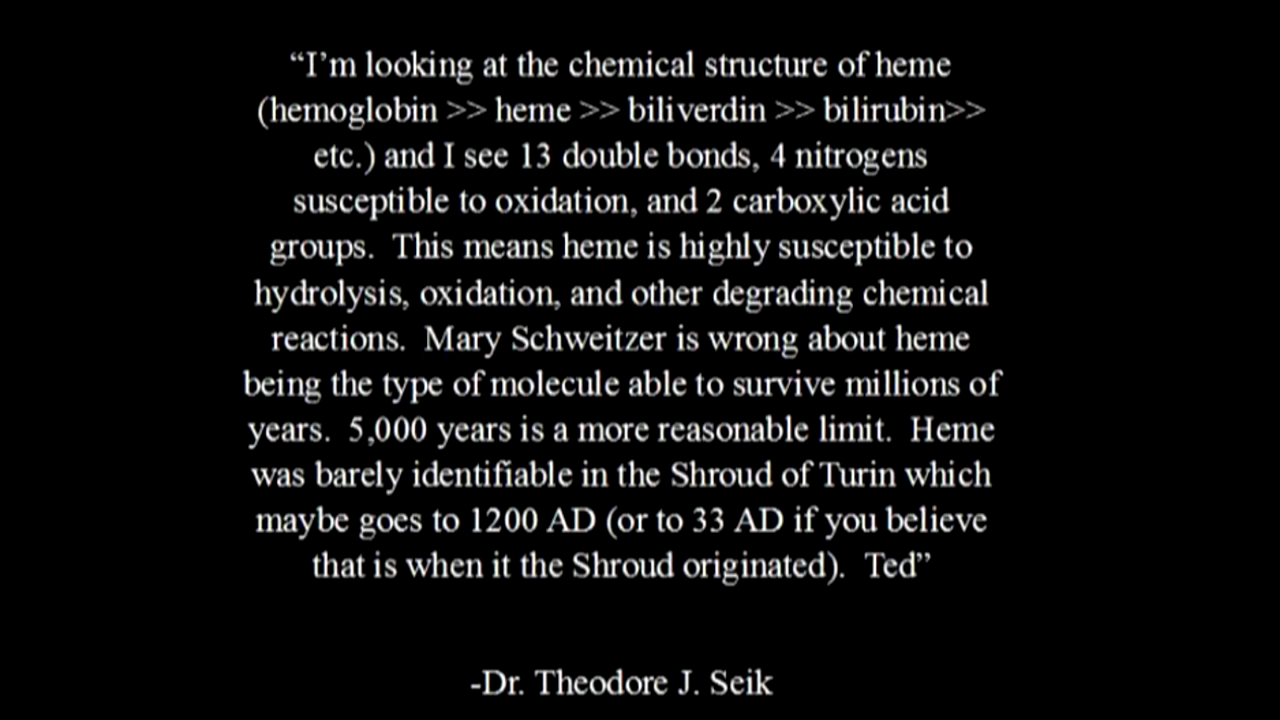 “I’m looking at the chemical structure of heme
(hemoglobin >> heme >> biliverdin >> bilirubin>>
etc.) and I see 13 double bonds, 4 nitrogens
susceptible to oxidation, and 2 carboxylic acid
groups.  This means heme is highly susceptible to
hydrolysis, oxidation, and other degrading chemical
reactions.  Mary Schweitzer is wrong about heme
being the type of molecule able to survive millions of
years.  5,000 years is a more reasonable limit.  Heme
was barely identifiable in the Shroud of Turin which
maybe goes to 1200 AD (or to 33 AD if you believe
that is when it the Shroud originated).  Ted”
-Dr. Theodore J. Seik